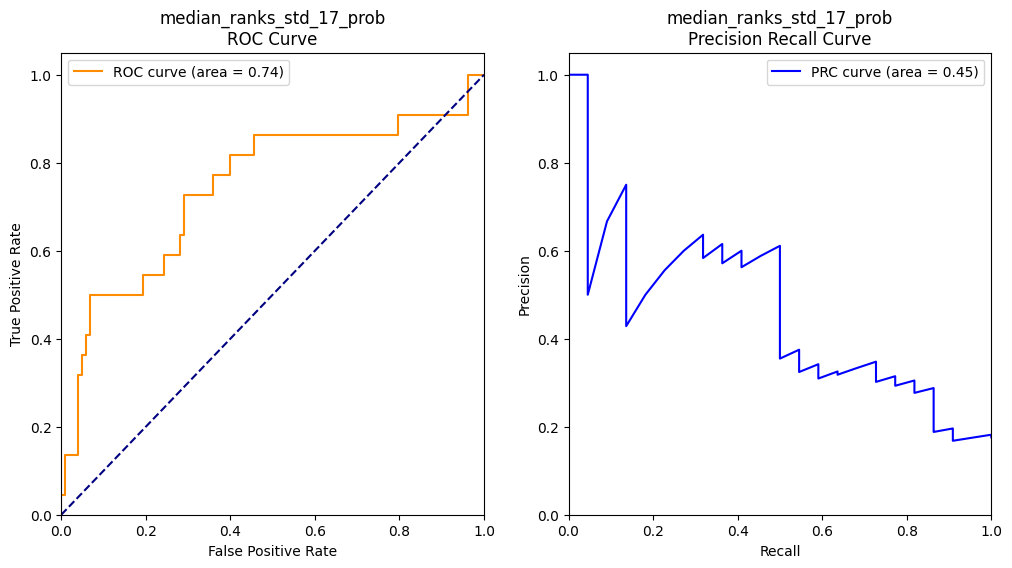 median_ranks_std_17_prob
ROC Curve
ROC curve (area = 0.74)
1.0
0.8
0.6
0.4
0.2
0.0
True Positive Rate
0.0
0.2
0.4
0.6
0.8
1.0
False Positive Rate
median_ranks_std_17_prob
Precision Recall Curve
PRC curve (area = 0.45)
1.0
0.8
0.6
0.4
0.2
0.0
Precision
0.0
0.2
0.4
0.6
0.8
1.0
Recall